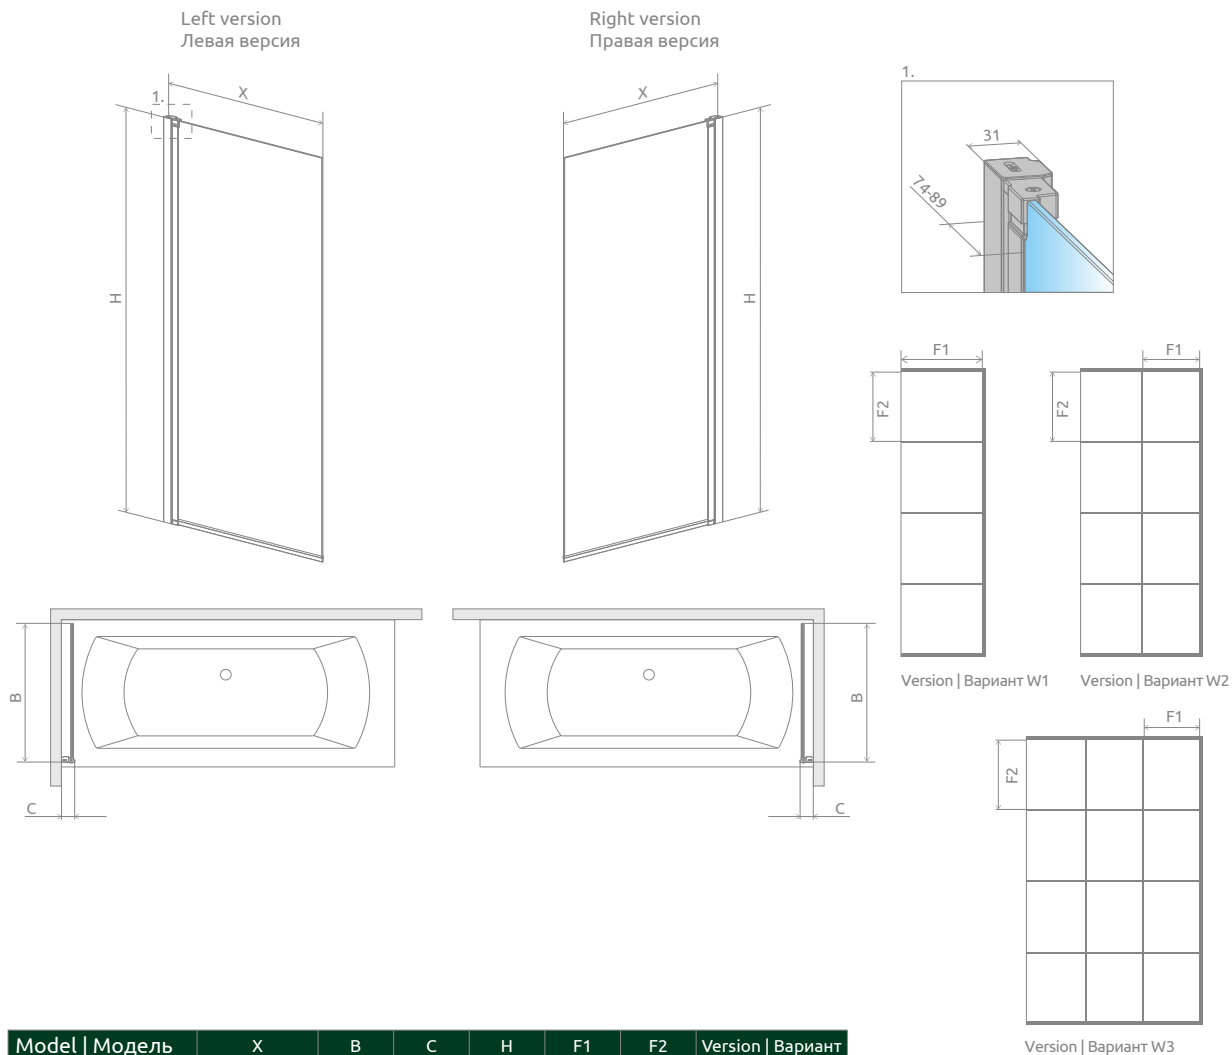 Left version
Левая версия
Right version
Правая версия
1.
X
H
X
H
1.
31
74-89
F1
F2
F1
F2
Version | Вариант W1
Version | Вариант W2
B
C
B
C
F1
F2
Version | Вариант W3
Model | Модель X B C H F1 F2 Version | Вариант